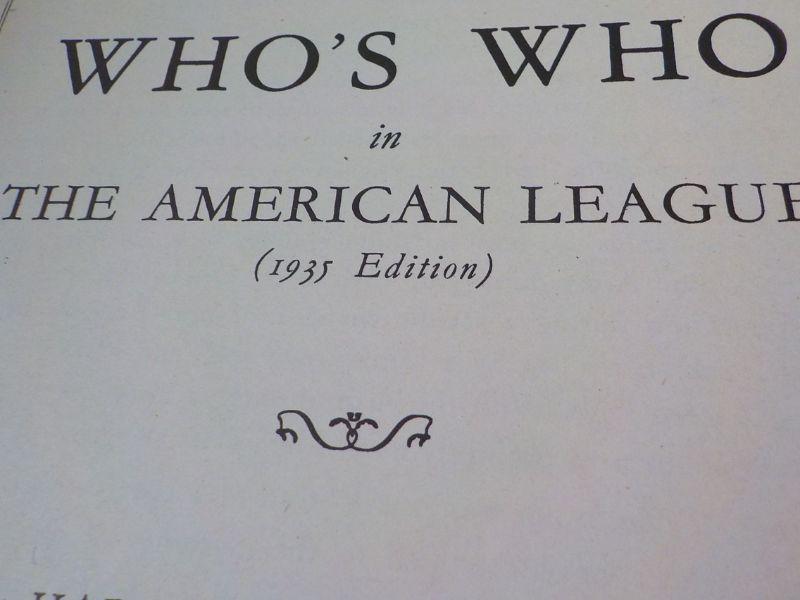 WHO'S WHO
in
THE AMERICAN LEAGUE
(1935 Edition)